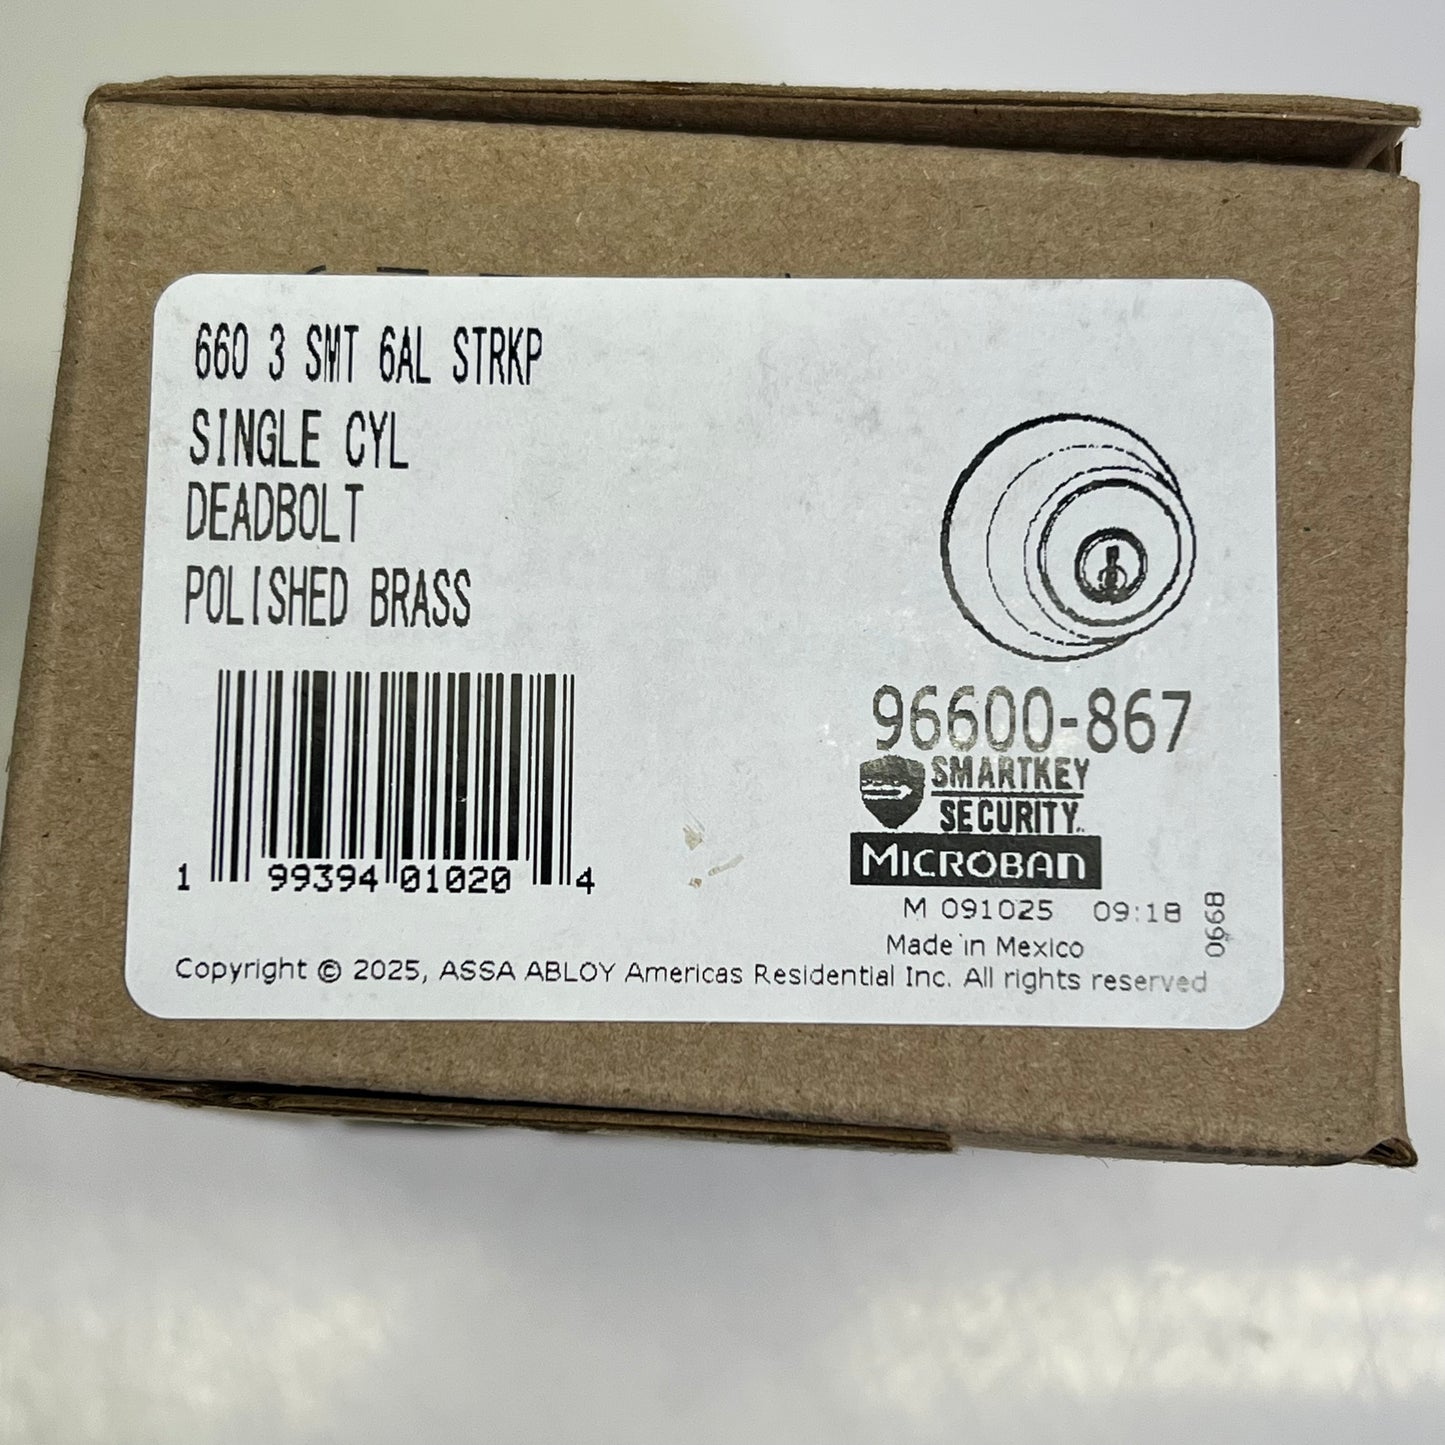 660 3 SMT 6AL STRKP
SINGLE CYL
DEADBOLT
POLISHED BRASS
1 99394 01020 4
96600-867
SMARTKEY
SECURITY
MICROBAN
M 091025 09:18
Made in Mexico
066B
Copyright © 2025, ASSA ABLOY Americas Residential Inc. All rights reserved